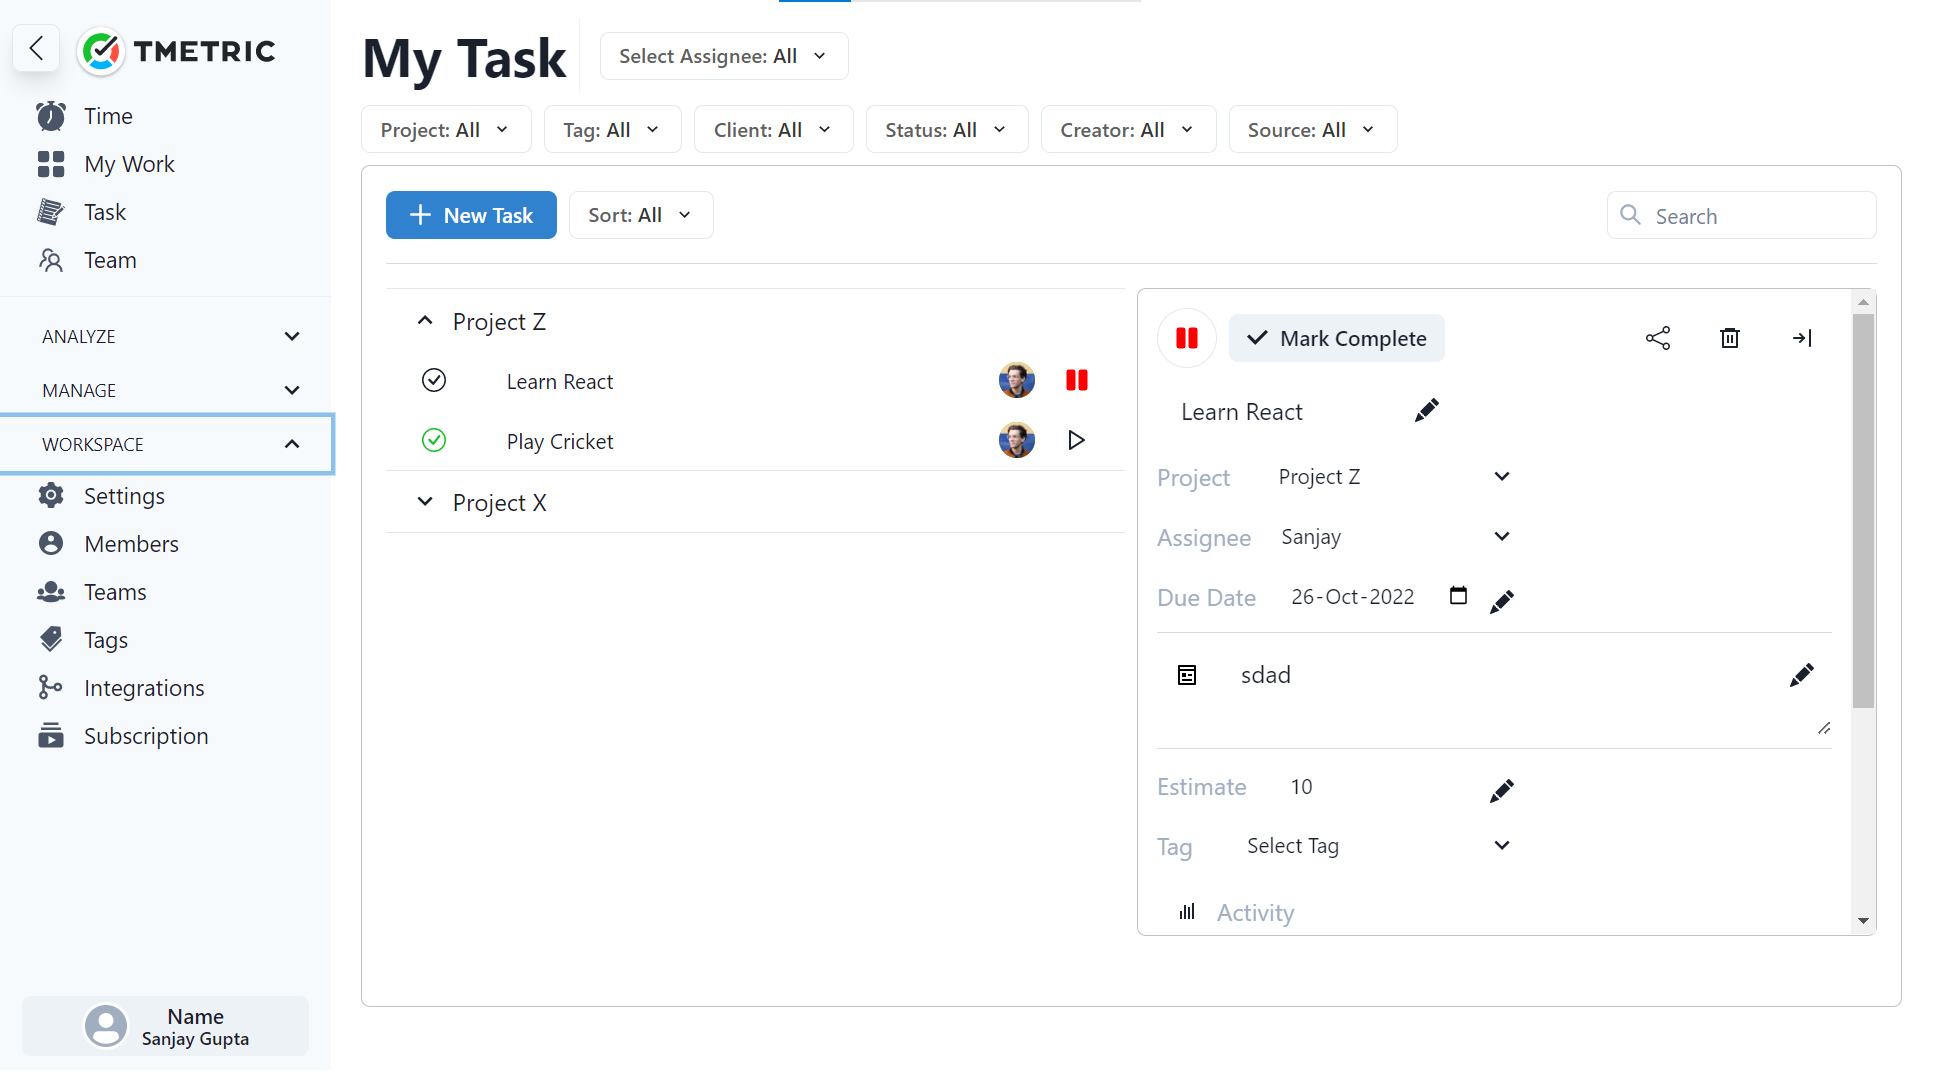 TMETRIC
Time
My Work
Task
Team
ANALYZE
MANAGE
WORKSPACE
Settings
Members
Teams
Tags
Integrations
Subscription
Name
Sanjay Gupta
My Task
Select Assignee: All
Project: All
Tag: All
Client: All
Status: All
Creator: All
Source: All
New Task
Sort: All
Search
Project Z
Learn React
Play Cricket
Project X
Mark Complete
Learn React
Project Project Z
Assignee Sanjay
Due Date 26-Oct-2022
sdad
Estimate 10
Tag Select Tag
Activity